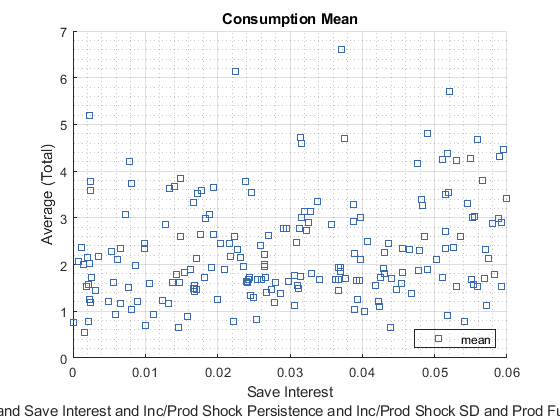 Consumption Mean
Average (Total)
7
6
5
4
3
2
1
0
0 0.01 0.02 0.03 0.04 0.05 0.06
mean
Save Interest
and Save Interest and Inc/Prod Shock Persistence and Inc/Prod Shock SD and Prod Fu